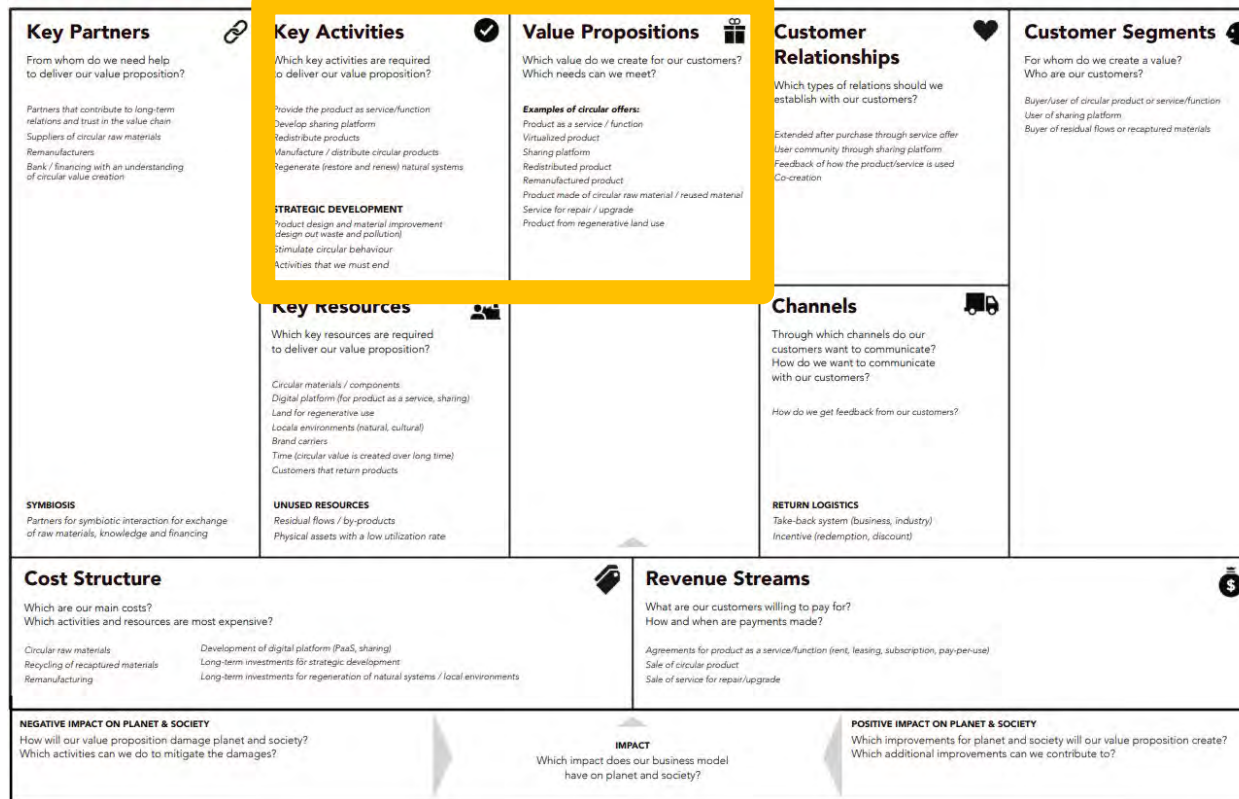 Key Partners
From whom do we need help
to deliver our value proposition?
Partners that contribute to long-term
relations and trust in the value chain
Suppliers of circular raw materials
Remanufacturers
Bank / financing with an understanding
of circular value creation
SYMBIOSIS
Partners for symbiotic interaction for exchange
of raw materials, knowledge and financing
Key Activities
Which key activities are required
to deliver our value proposition?
Provide the product as service/function
Develop sharing platform
Redistribute products
Manufacture / distribute circular products
Regenerate (restore and renew) natural systems
STRATEGIC DEVELOPMENT
Product design and material improvement
(design out waste and pollution)
Stimulate circular behaviour
Activities that we must end
Key Resources
Which key resources are required
to deliver our value proposition?
Circular materials / components
Digital platform (for product as a service, sharing)
Land for regenerative use
Locala environments (natural, cultural)
Brand carriers
Time (circular value is created over long time)
Customers that return products
UNUSED RESOURCES
Residual flows / by-products
Physical assets with a low utilization rate
Value Propositions
Which value do we create for our customers?
Which needs can we meet?
Examples of circular offers:
Product as a service / function
Virtualized product
Sharing platform
Redistributed product
Remanufactured product
Product made of circular raw material / reused material
Service for repair / upgrade
Product from regenerative land use
Customer
Relationships
Which types of relations should we
establish with our customers?
Extended after purchase through service offer
User community through sharing platform
Feedback of how the product/service is used
Co-creation
Channels
Through which channels do our
customers want to communicate?
How do we want to communicate
with our customers?
How do we get feedback from our customers?
RETURN LOGISTICS
Take-back system (business, industry)
Incentive (redemption, discount)
Customer Segments
For whom do we create a value?
Who are our customers?
Buyer/user of circular product or service/function
User of sharing platform
Buyer of residual flows or recaptured materials
Cost Structure
Which are our main costs?
Which activities and resources are most expensive?
Circular raw materials
Recycling of recaptured materials
Remanufacturing
Development of digital platform (PaaS, sharing)
Long-term investments för strategic development
Long-term investments for regeneration of natural systems / local environments
Revenue Streams
What are our customers willing to pay for?
How and when are payments made?
Agreements for product as a service/function (rent, leasing, subscription, pay-per-use)
Sale of circular product
Sale of service for repair/upgrade
$
NEGATIVE IMPACT ON PLANET & SOCIETY
How will our value proposition damage planet and society?
Which activities can we do to mitigate the damages?
IMPACT
Which impact does our business model
have on planet and society?
POSITIVE IMPACT ON PLANET & SOCIETY
Which improvements for planet and society will our value proposition create?
Which additional improvements can we contribute to?